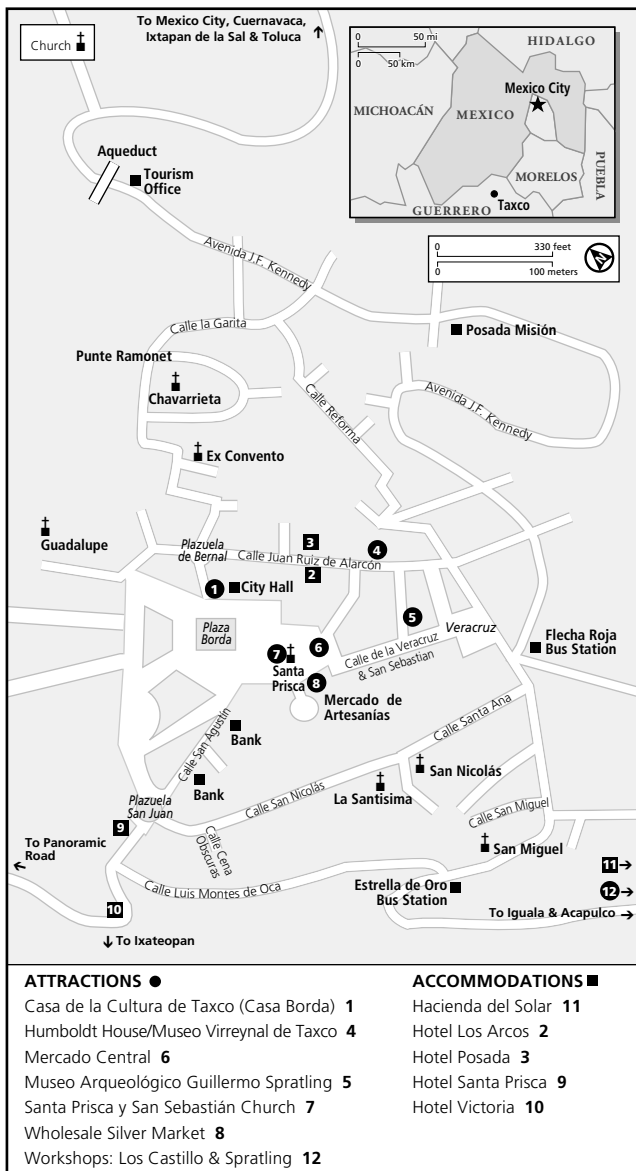 Church
To Mexico City, Cuernavaca,
Ixtapan de la Sal & Toluca
0 50 mi
0 50 km
HIDALGO
Mexico City
MICHOACÁN
MEXICO
MORELOS
PUEBLA
Taxco
GUERRERO
Aqueduct
Tourism
Office
0 330 feet
0 100 meters
N
Avenida J.F. Kennedy
Calle la Garita
Posada Misión
Punte Ramonet
Chavarrieta
Calle Reforma
Avenida J.F. Kennedy
Ex Convento
Guadalupe
Plazuela
de Bernal
3
4
Calle Juan Ruiz de Alarcón
2
1
City Hall
5
Plaza
Borda
Veracruz
Flecha Roja
Bus Station
7
6
Calle de la Veracruz
& San Sebastian
Santa
Prisca
8
Mercado de
Artesanías
Calle Santa Ana
Calle San Agustín
Bank
San Nicolás
Bank
La Santisima
Calle San Nicolás
Plazuela
San Juan
Calle San Miguel
9
Calle Cena
Obscuras
San Miguel
To Panoramic
Road
11
Calle Luis Montes de Oca
Estrella de Oro
Bus Station
12
10
To Iguala & Acapulco
To Ixateopan
ATTRACTIONS
Casa de la Cultura de Taxco (Casa Borda) 1
Humboldt House/Museo Virreynal de Taxco 4
Mercado Central 6
Museo Arqueológico Guillermo Spratling 5
Santa Prisca y San Sebastián Church 7
Wholesale Silver Market 8
Workshops: Los Castillo & Spratling 12
ACCOMMODATIONS
Hacienda del Solar 11
Hotel Los Arcos 2
Hotel Posada 3
Hotel Santa Prisca 9
Hotel Victoria 10